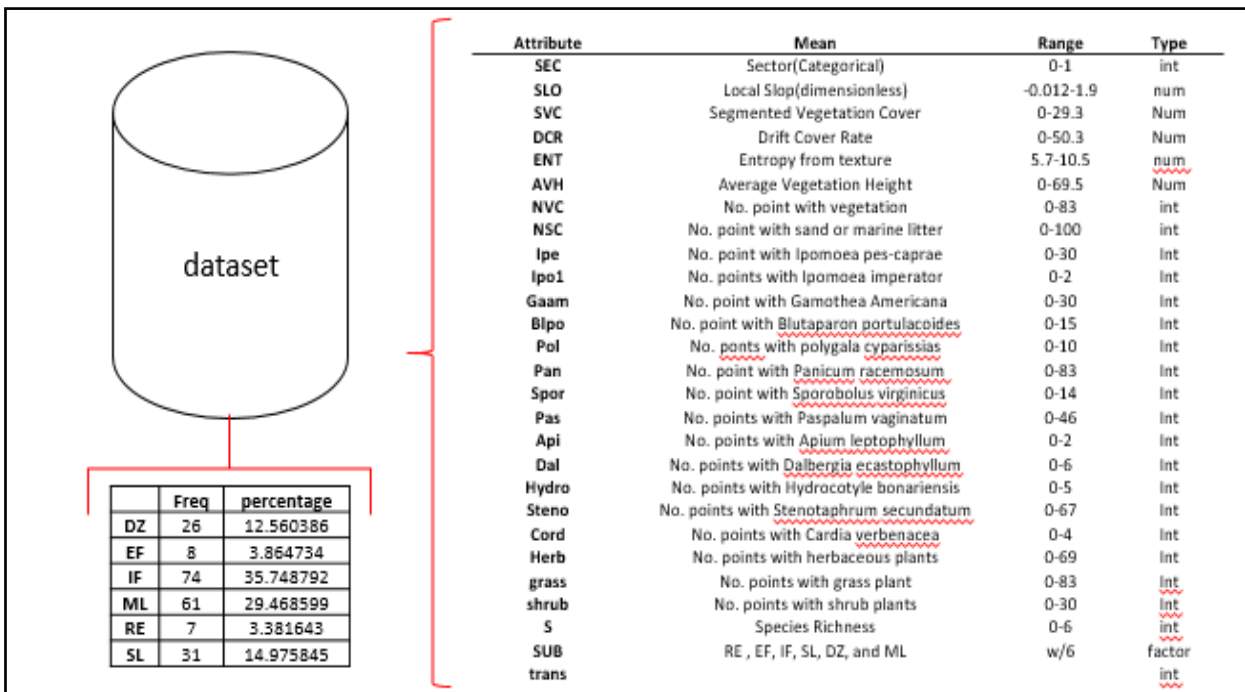 dataset
Freq percentage
DZ 26 12.560386
EF 8 3.864734
IF 74 35.748792
ML 61 29.468599
RE 7 3.381643
SL 31 14.975845
Attribute Mean Range Type
SEC Sector(Categorical) 0-1 int
SLO Local Slop(dimensionless) -0.012-1.9 num
SVC Segmented Vegetation Cover 0-29.3 Num
DCR Drift Cover Rate 0-50.3 Num
ENT Entropy from texture 5.7-10.5 num
AVH Average Vegetation Height 0-69.5 Num
NVC No. point with vegetation 0-83 int
NSC No. point with sand or marine litter 0-100 int
Ipe No. point with Ipomoea pes-caprae 0-30 Int
Ipo1 No. points with Ipomoea imperator 0-2 Int
Gaam No. point with Gamothea Americana 0-30 Int
Blpo No. point with Blutaparon portulacoides 0-15 Int
Pol No. ponts with polygala cyparissias 0-10 Int
Pan No. point with Panicum racemosum 0-83 Int
Spor No. point with Sporobolus virginicus 0-14 Int
Pas No. points with Paspalum vaginatum 0-46 Int
Api No. points with Apium leptophyllum 0-2 Int
Dal No. points with Dalbergia ecastophyllum 0-6 Int
Hydro No. points with Hydrocotyle bonariensis 0-5 Int
Steno No. points with Stenotaphrum secundatum 0-67 Int
Cord No. points with Cardia verbenacea 0-4 Int
Herb No. points with herbaceous plants 0-69 Int
grass No. points with grass plant 0-83 Int
shrub No. points with shrub plants 0-30 Int
S Species Richness 0-6 int
SUB RE , EF, IF, SL, DZ, and ML w/6 factor
trans int